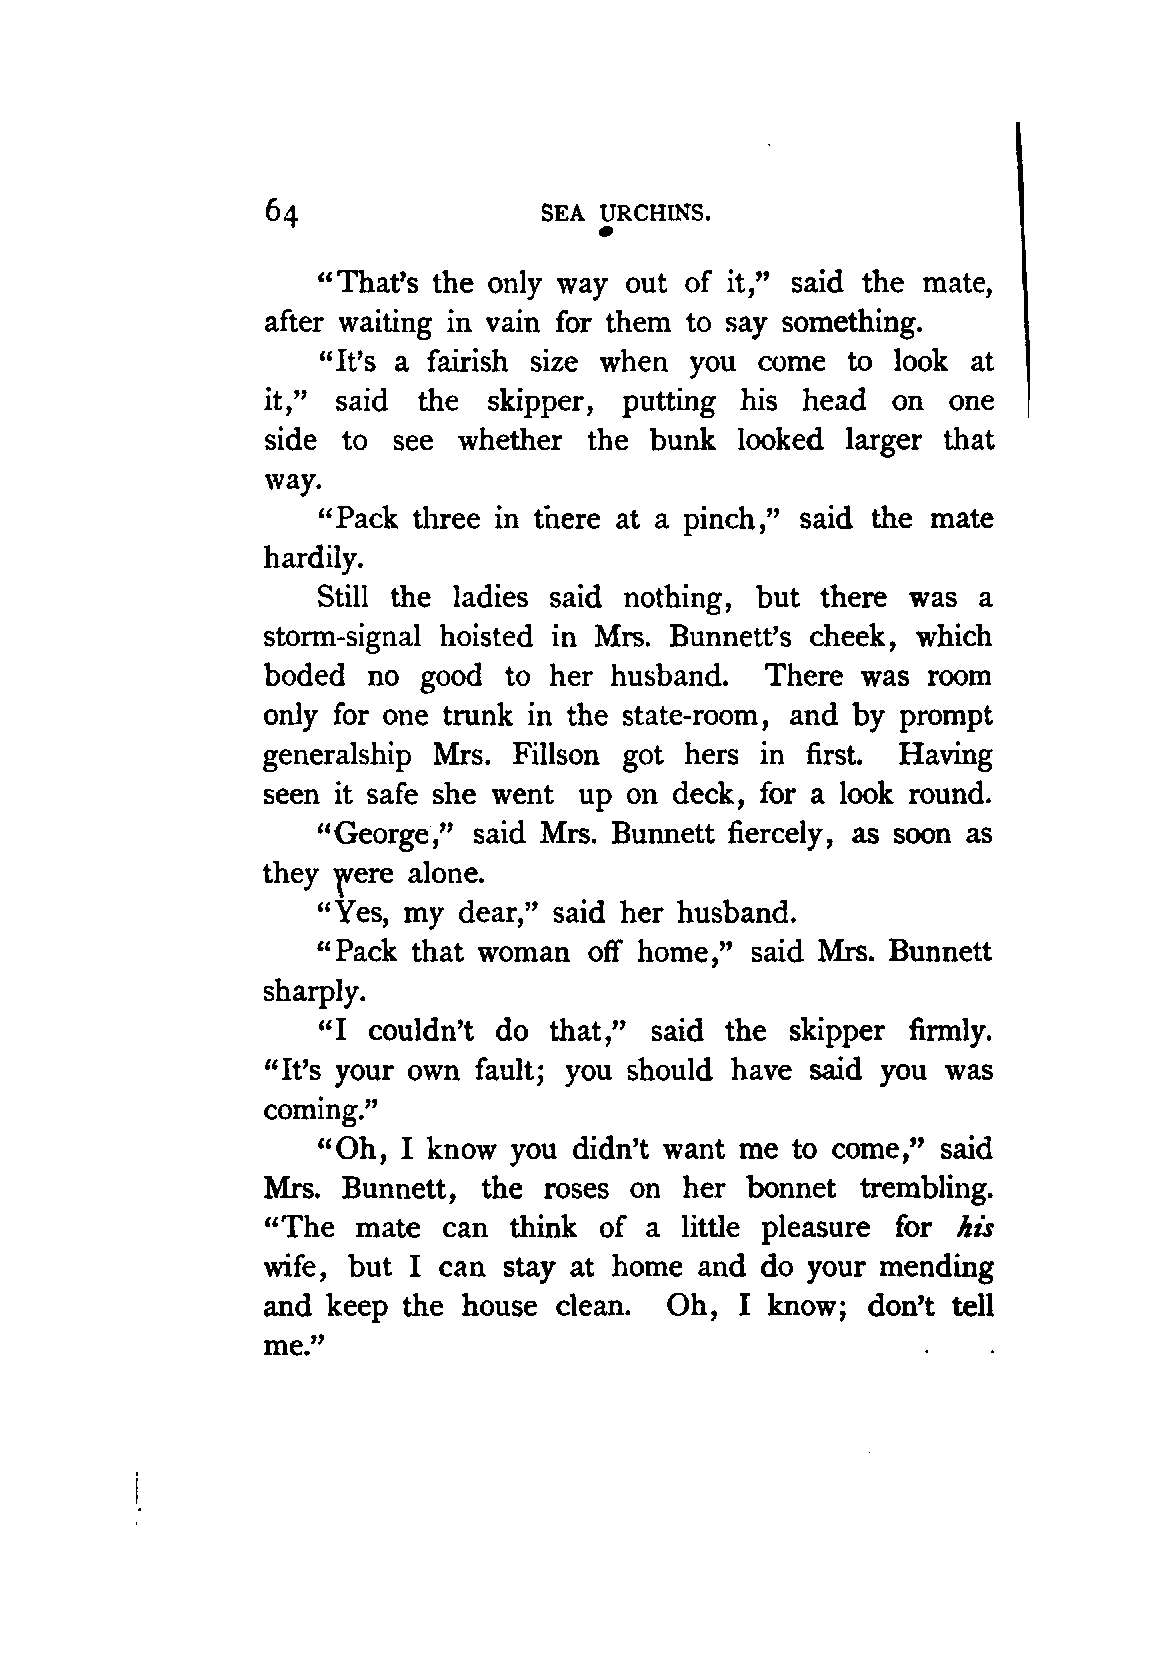 64 SEA URCHINS.
“That’s the only way out of it,” said the mate,
after waiting in vain for them to say something.
“It’s a fairish size when you come to look at
it,” said the skipper, putting his head on one
side to see whether the bunk looked larger that
way.
“Pack three in there at a pinch,” said the mate
hardily.
Still the ladies said nothing, but there was a
storm-signal hoisted in Mrs. Bunnett’s cheek, which
boded no good to her husband. There was room
only for one trunk in the state-room, and by prompt
generalship Mrs. Fillson got hers in first. Having
seen it safe she went up on deck, for a look round.
“George,” said Mrs. Bunnett fiercely, as soon as
they were alone.
“Yes, my dear,” said her husband.
“Pack that woman off home,” said Mrs. Bunnett
sharply.
“I couldn’t do that,” said the skipper firmly.
“It’s your own fault; you should have said you was
coming.”
“Oh, I know you didn’t want me to come,” said
Mrs. Bunnett, the roses on her bonnet trembling.
“The mate can think of a little pleasure for his
wife, but I can stay at home and do your mending
and keep the house clean. Oh, I know; don’t tell
me.”